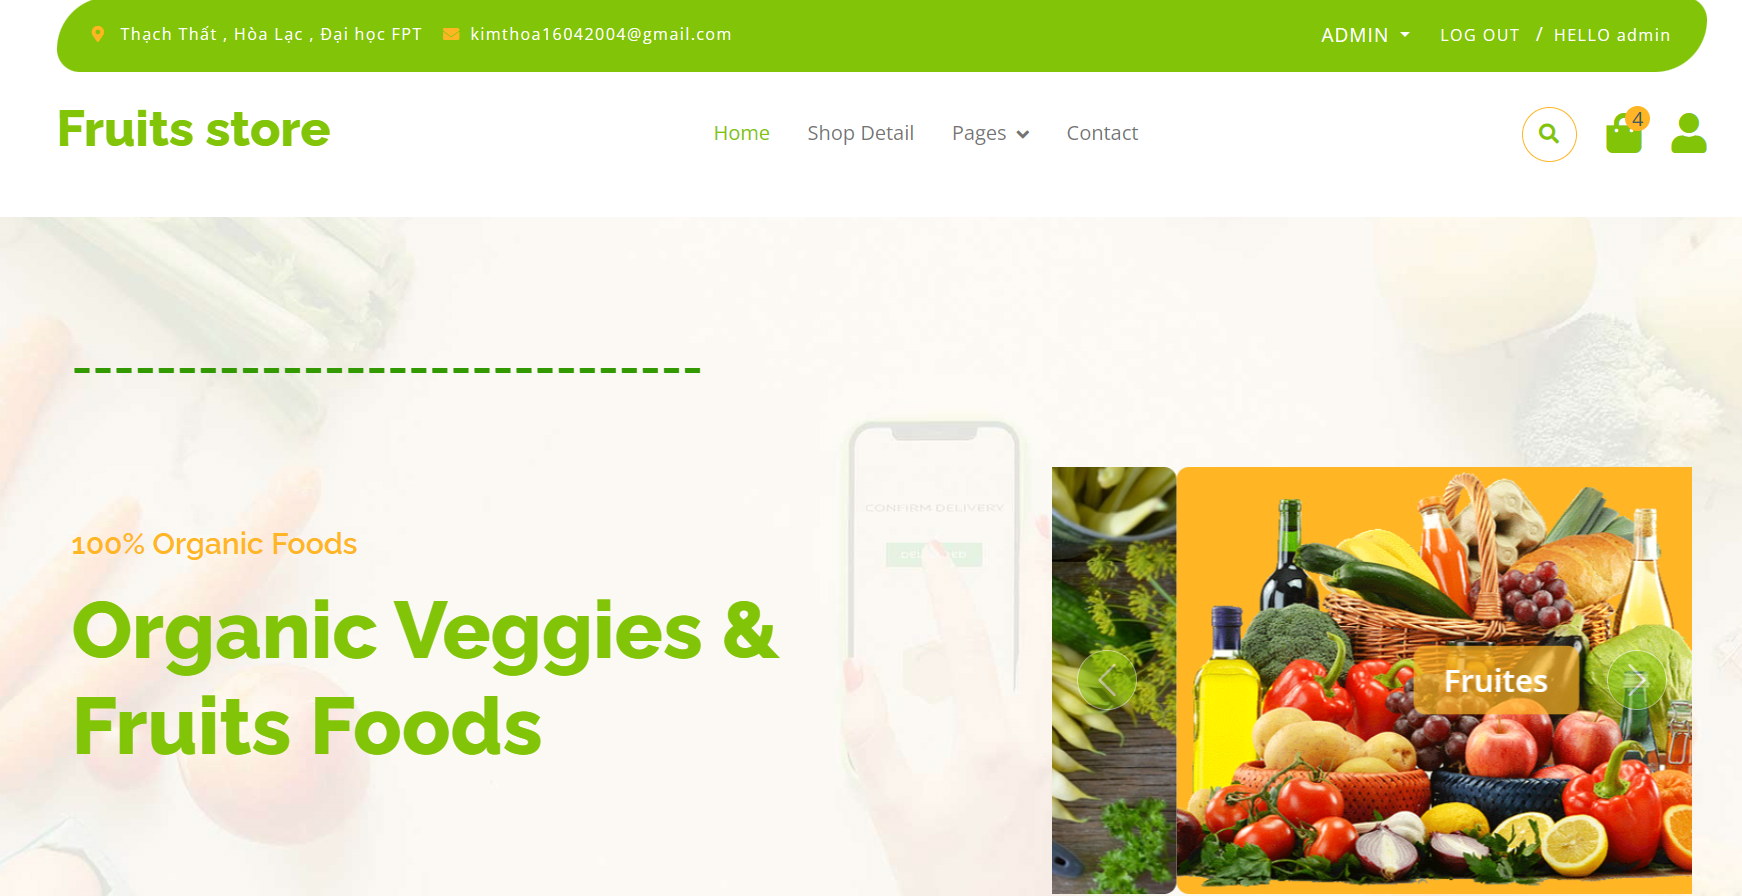 Thạch Thất , Hòa Lạc , Đại học FPT kimthoa16042004@gmail.com ADMIN LOG OUT / HELLO admin
Fruits store Home Shop Detail Pages Contact 4
CONFIRM DELIVERY
100% Organic Foods
Organic Veggies &
Fruits Foods
Fruites